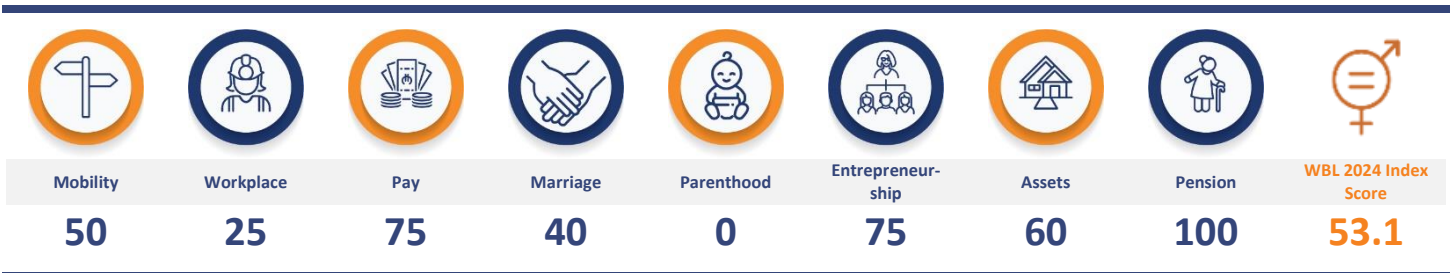 Mobility
Workplace
Pay
Marriage
Parenthood
Entrepreneur-
ship
Assets
Pension
WBL 2024 Index
Score
50
25
75
40
0
75
60
100
53.1